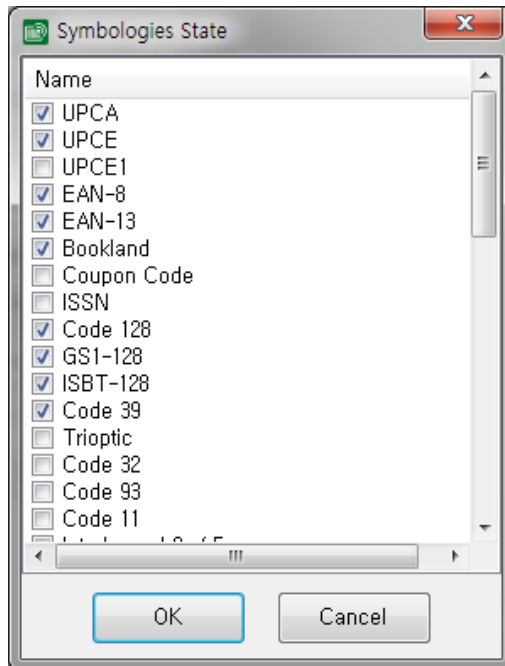 Symbologies State
Name
UPCA
UPCE
UPCE1
EAN-8
EAN-13
Bookland
Coupon Code
ISSN
Code 128
GS1-128
ISBT-128
Code 39
Trioptic
Code 32
Code 93
Code 11
OK
Cancel